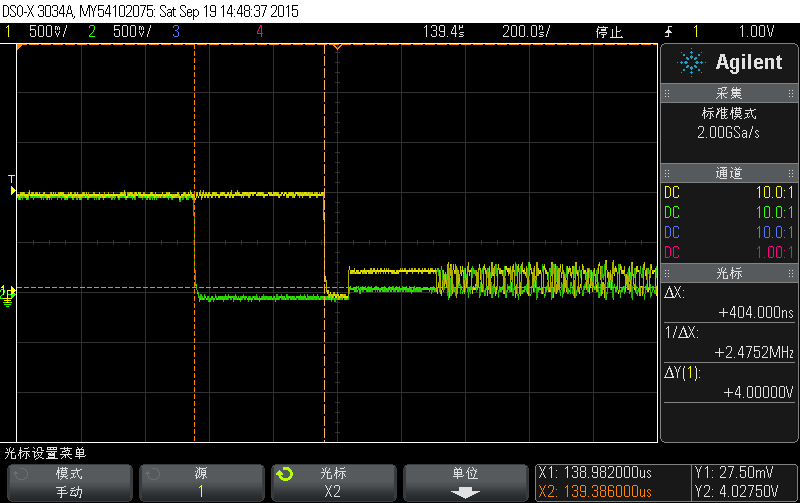 DSO-X 3034A, MY54102075: Sat Sep 19 14:48:37 2015
1 500mV/ 2 500mV/ 3 4 139.4us 200.0ns/ 停止 1 1.00V
Agilent
采集
标准模式
2.00GSa/s
通道
DC 10.0:1
DC 10.0:1
DC 10.0:1
DC 1.00:1
光标
ΔX:
+404.000ns
1/ΔX:
+2.4752MHz
ΔY(1):
+4.00000V
T
光标设置菜单
模式
手动
源
1
光标
X2
单位
X1: 138.982000us
X2: 139.386000us
Y1: 27.50mV
Y2: 4.02750V